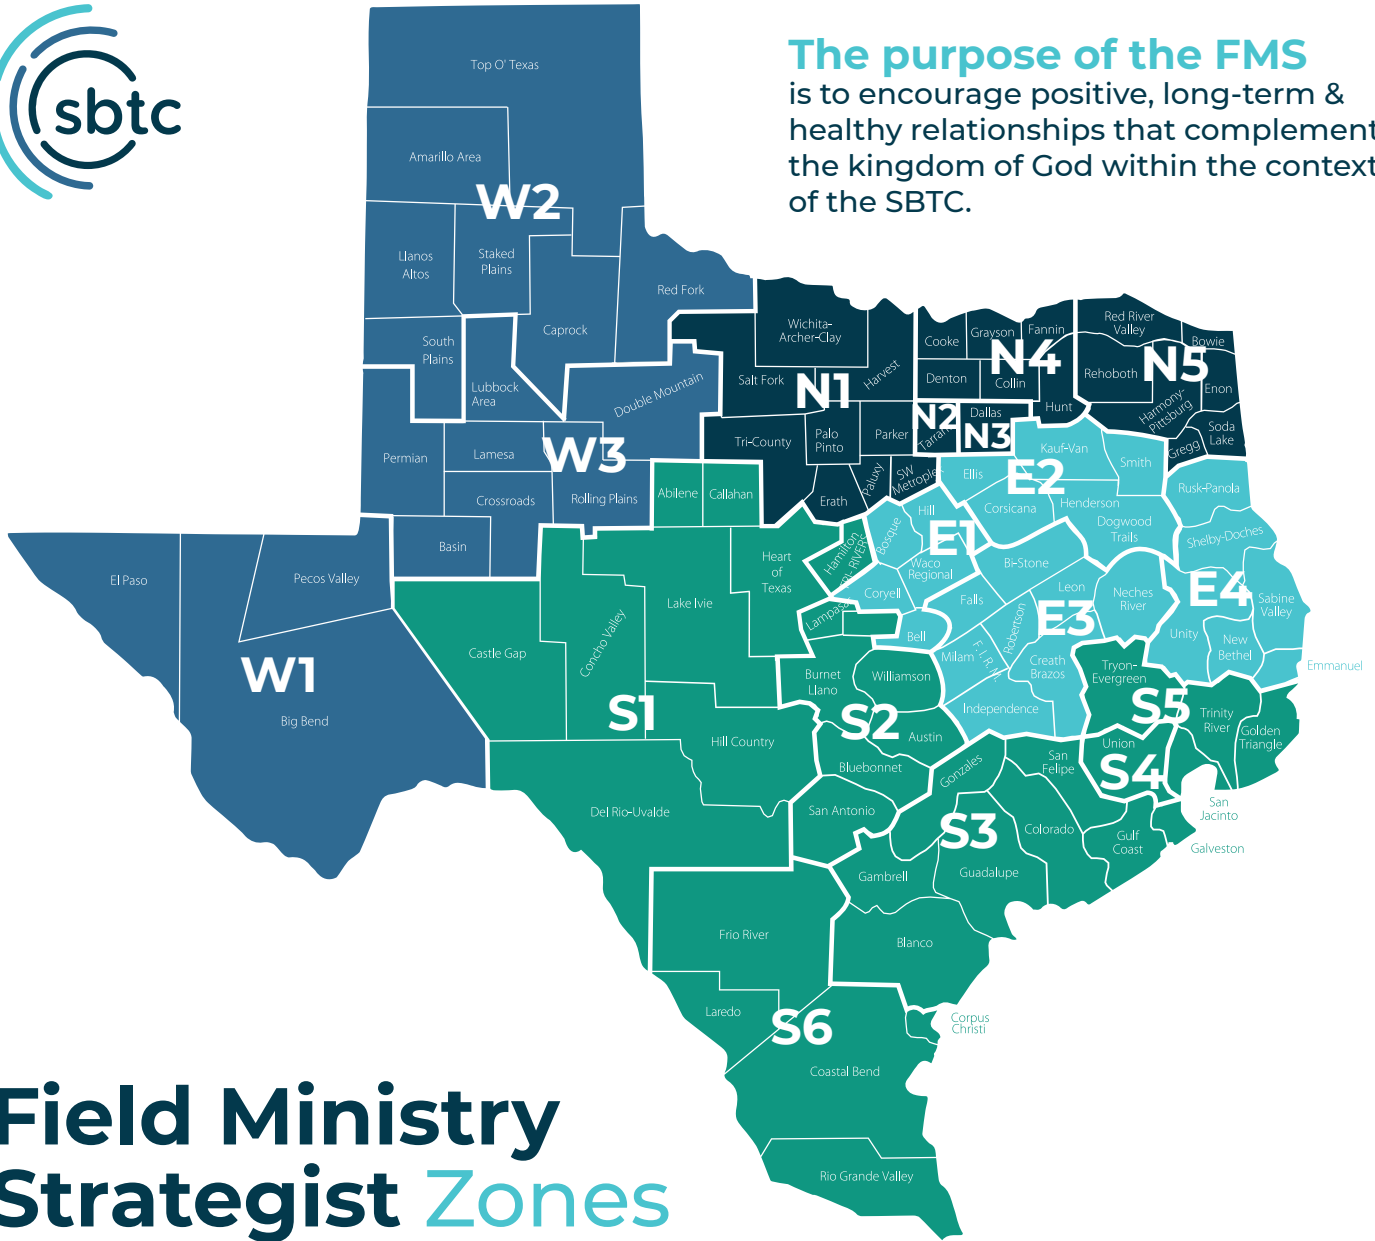 sbtc
The purpose of the FMS
is to encourage positive, long-term &
healthy relationships that complement
the kingdom of God within the context
of the SBTC.
Top O' Texas
Amarillo Area
W2
Llanos
Altos
Staked
Plains
Red Fork
Caprock
South
Plains
Lubbock
Area
Double Mountain
W3
Permian
Lamesa
Crossroads
Rolling Plains
Basin
El Paso
Pecos Valley
W1
Big Bend
Wichita-
Archer-Clay
Salt Fork
N1
Harvest
Tri-County
Palo
Pinto
Parker
Erath
Paluxy
SW
Metroplex
Cooke
Grayson
Fannin
N4
Denton
Collin
Hunt
N2
Tarrant
Dallas
N3
Red River
Valley
Bowie
Rehoboth
N5
Enon
Harmony-
Pittsburg
Soda
Lake
Gregg
Kauf-Van
Smith
Ellis
E2
Corsicana
Henderson
Dogwood
Trails
Hill
Bosque
E1
Waco
Regional
Coryell
Bell
Bi-Stone
Leon
Falls
Robertson
E3
Neches
River
Milam
F.I.R.M.
Creath
Brazos
Independence
Rusk-Panola
Shelby-Doches
E4
Sabine
Valley
Unity
New
Bethel
Emmanuel
Abilene
Callahan
Heart
of
Texas
Lake Ivie
Concho Valley
Castle Gap
S1
Hill Country
Del Rio-Uvalde
Hamilton
TRI-RIVERS
Lampasas
Burnet
Llano
Williamson
S2
Austin
Bluebonnet
San Antonio
Tryon-
Evergreen
S5
Trinity
River
Golden
Triangle
Union
S4
San
Jacinto
Galveston
San
Felipe
Gonzales
S3
Colorado
Gulf
Coast
Gambrell
Guadalupe
Blanco
Frio River
Laredo
S6
Corpus
Christi
Coastal Bend
Rio Grande Valley
Field Ministry
Strategist Zones